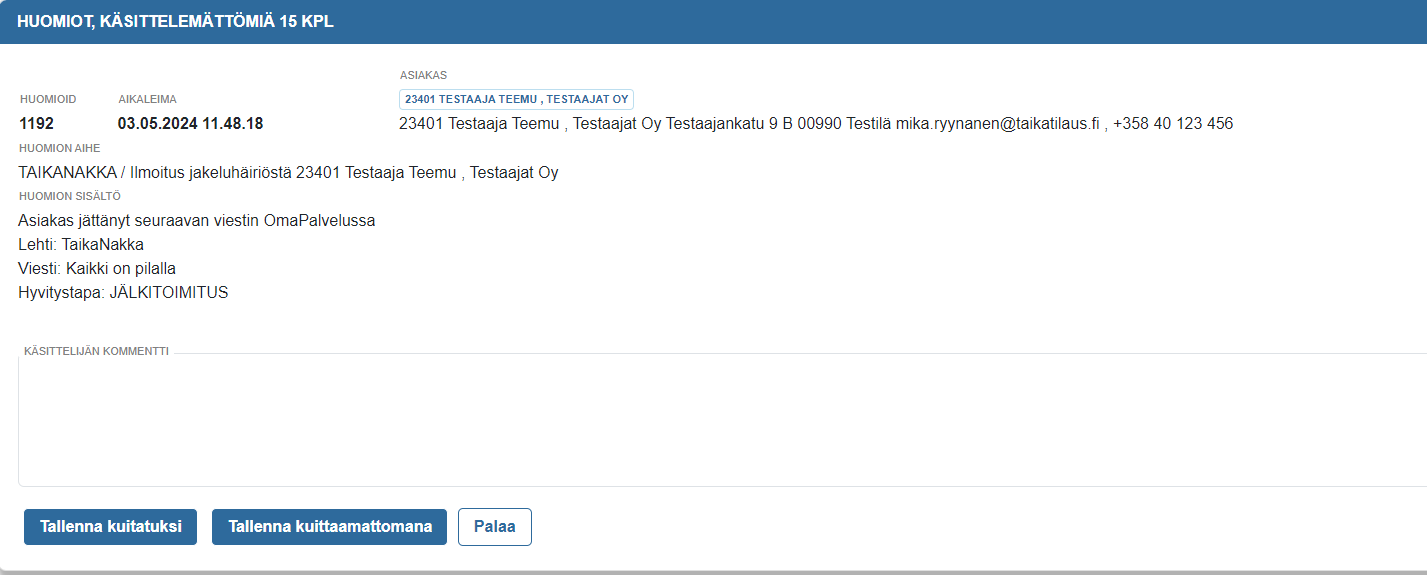 HUOMIOT, KÄSITTELEMÄTTÖMIÄ 15 KPL
HUOMIOID AIKALEIMA ASIAKAS
23401 TESTAAJA TEEMU , TESTAAJAT OY
1192 03.05.2024 11.48.18 23401 Testaaja Teemu , Testaajat Oy Testaajankatu 9 B 00990 Testilä mika.ryynanen@taikatilaus.fi , +358 40 123 456
HUOMION AIHE
TAIKANAKKA / Ilmoitus jakeluhäiriöstä 23401 Testaaja Teemu , Testaajat Oy
HUOMION SISÄLTÖ
Asiakas jättänyt seuraavan viestin OmaPalvelussa
Lehti: TaikaNakka
Viesti: Kaikki on pilalla
Hyvitystapa: JÄLKITOIMITUS
KÄSITTELIJÄN KOMMENTTI
Tallenna kuitatuksi Tallenna kuittaamattomana Palaa